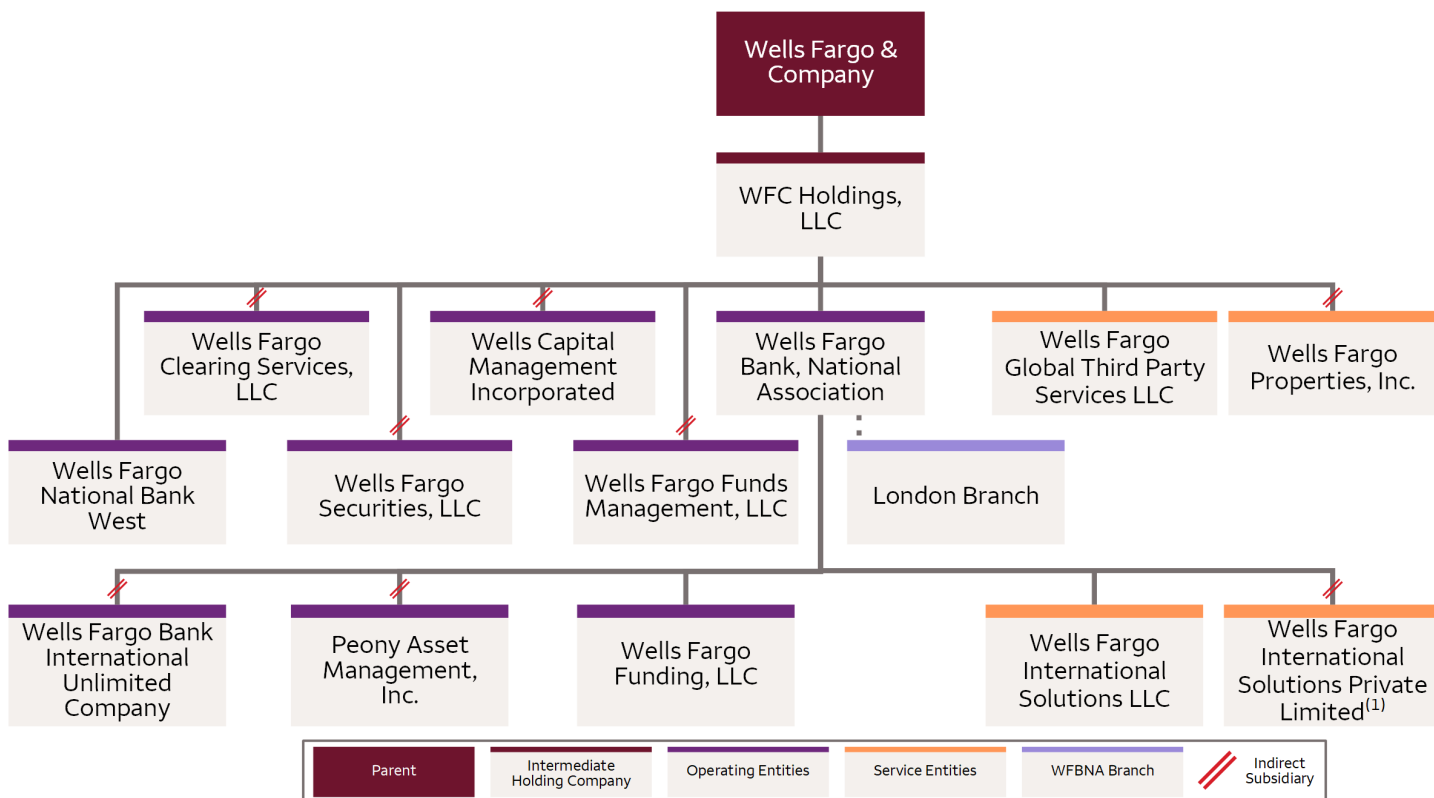 Wells Fargo &
Company
WFC Holdings,
LLC
Wells Fargo
Clearing Services,
LLC
Wells Capital
Management
Incorporated
Wells Fargo
Bank, National
Association
Wells Fargo
Global Third Party
Services LLC
Wells Fargo
Properties, Inc.
Wells Fargo
National Bank
West
Wells Fargo
Securities, LLC
Wells Fargo Funds
Management, LLC
London Branch
Wells Fargo Bank
International
Unlimited
Company
Peony Asset
Management,
Inc.
Wells Fargo
Funding, LLC
Wells Fargo
International
Solutions LLC
Wells Fargo
International
Solutions Private
Limited(1)
Parent
Intermediate
Holding Company
Operating Entities
Service Entities
WFBNA Branch
Indirect
Subsidiary